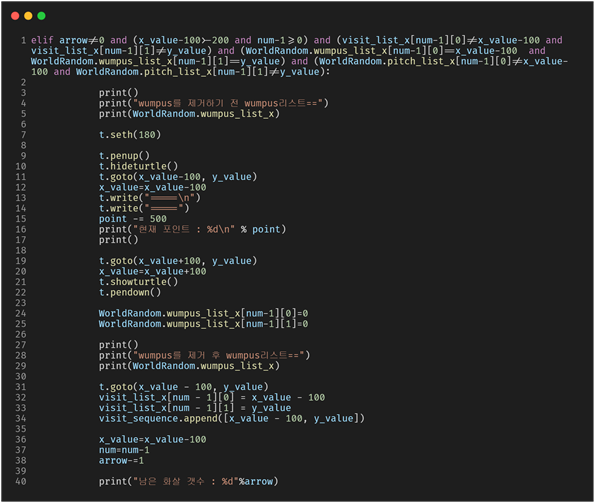 1 elif arrow≠0 and (x_value-100>-200 and num-1≥0) and (visit_list_x[num-1][0]≠x_value-100 and
visit_list_x[num-1][1]≠y_value) and (WorldRandom.wumpus_list_x[num-1][0]==x_value-100 and
WorldRandom.wumpus_list_x[num-1][1]==y_value) and (WorldRandom.pitch_list_x[num-1][0]≠x_value-
100 and WorldRandom.pitch_list_x[num-1][1]≠y_value):
2
3 print()
4 print("wumpus를 제거하기 전 wumpus리스트==")
5 print(WorldRandom.wumpus_list_x)
6
7 t.seth(180)
8
9 t.penup()
10 t.hideturtle()
11 t.goto(x_value-100, y_value)
12 x_value=x_value-100
13 t.write("=====\n")
14 t.write("=====")
15 point -= 500
16 print("현재 포인트 : %d\n" % point)
17 print()
18
19 t.goto(x_value+100, y_value)
20 x_value=x_value+100
21 t.showturtle()
22 t.pendown()
23
24 WorldRandom.wumpus_list_x[num-1][0]=0
25 WorldRandom.wumpus_list_x[num-1][1]=0
26
27 print()
28 print("wumpus를 제거 후 wumpus리스트==")
29 print(WorldRandom.wumpus_list_x)
30
31 t.goto(x_value - 100, y_value)
32 visit_list_x[num - 1][0] = x_value - 100
33 visit_list_x[num - 1][1] = y_value
34 visit_sequence.append([x_value - 100, y_value])
35
36 x_value=x_value-100
37 num=num-1
38 arrow-=1
39
40 print("남은 화살 갯수 : %d"%arrow)